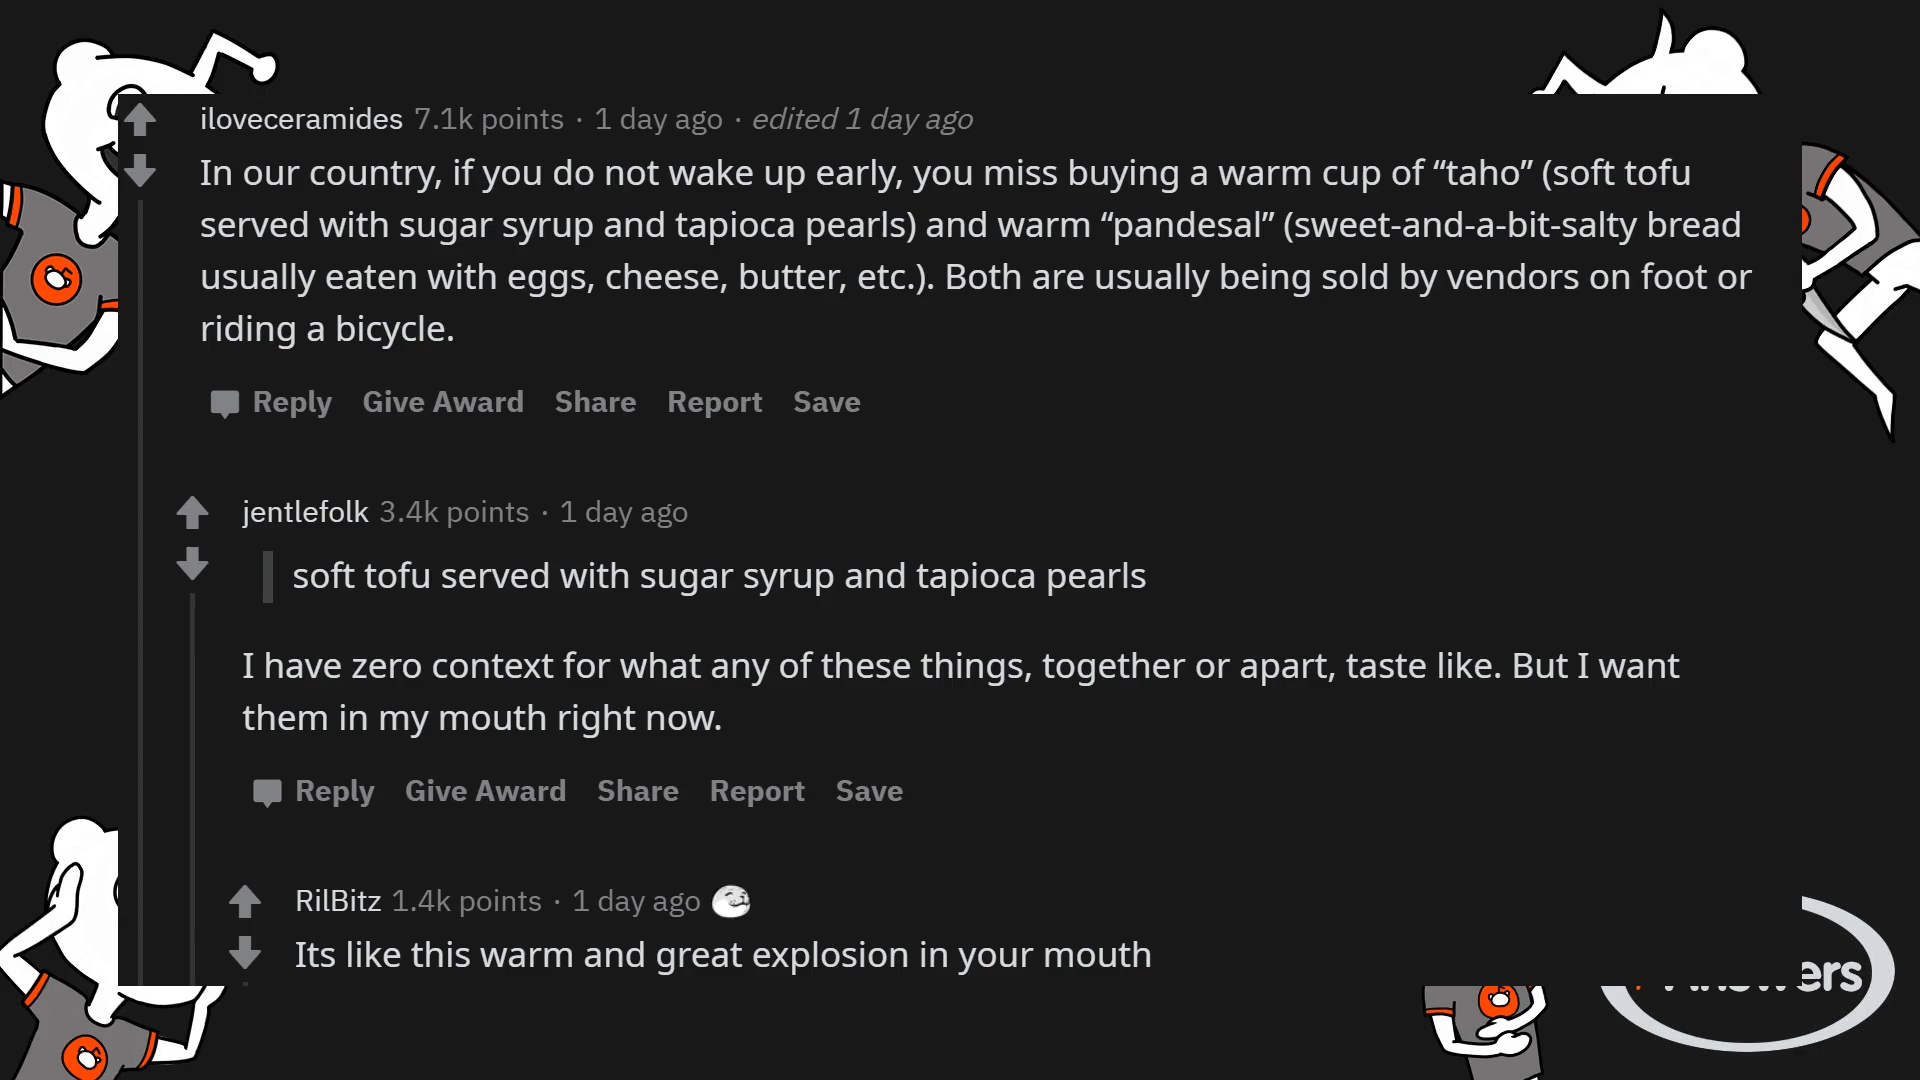 iloveceramides 7.1k points · 1 day ago · edited 1 day ago
In our country, if you do not wake up early, you miss buying a warm cup of “taho” (soft tofu
served with sugar syrup and tapioca pearls) and warm “pandesal” (sweet-and-a-bit-salty bread
usually eaten with eggs, cheese, butter, etc.). Both are usually being sold by vendors on foot or
riding a bicycle.
Reply Give Award Share Report Save
jentlefolk 3.4k points · 1 day ago
soft tofu served with sugar syrup and tapioca pearls
I have zero context for what any of these things, together or apart, taste like. But I want
them in my mouth right now.
Reply Give Award Share Report Save
RilBitz 1.4k points · 1 day ago
Its like this warm and great explosion in your mouth